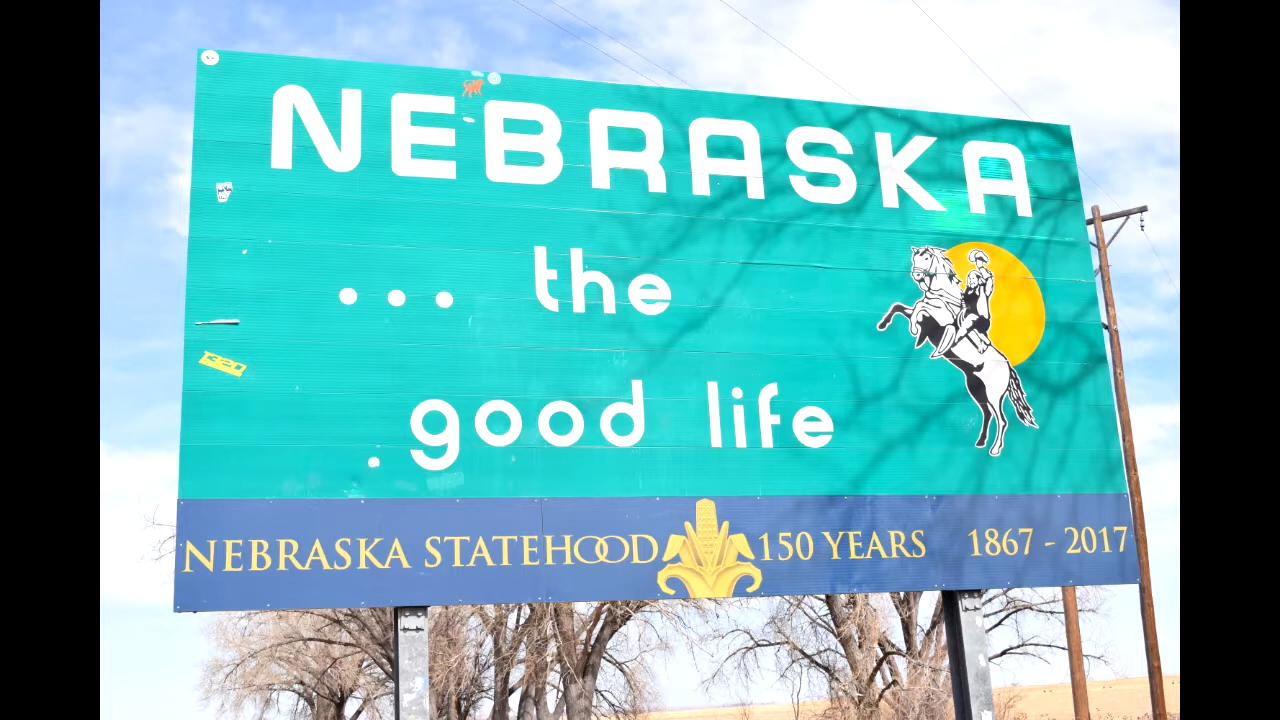 NEBRASKA
... the
good life
NEBRASKA STATEHOOD 150 YEARS 1867 - 2017